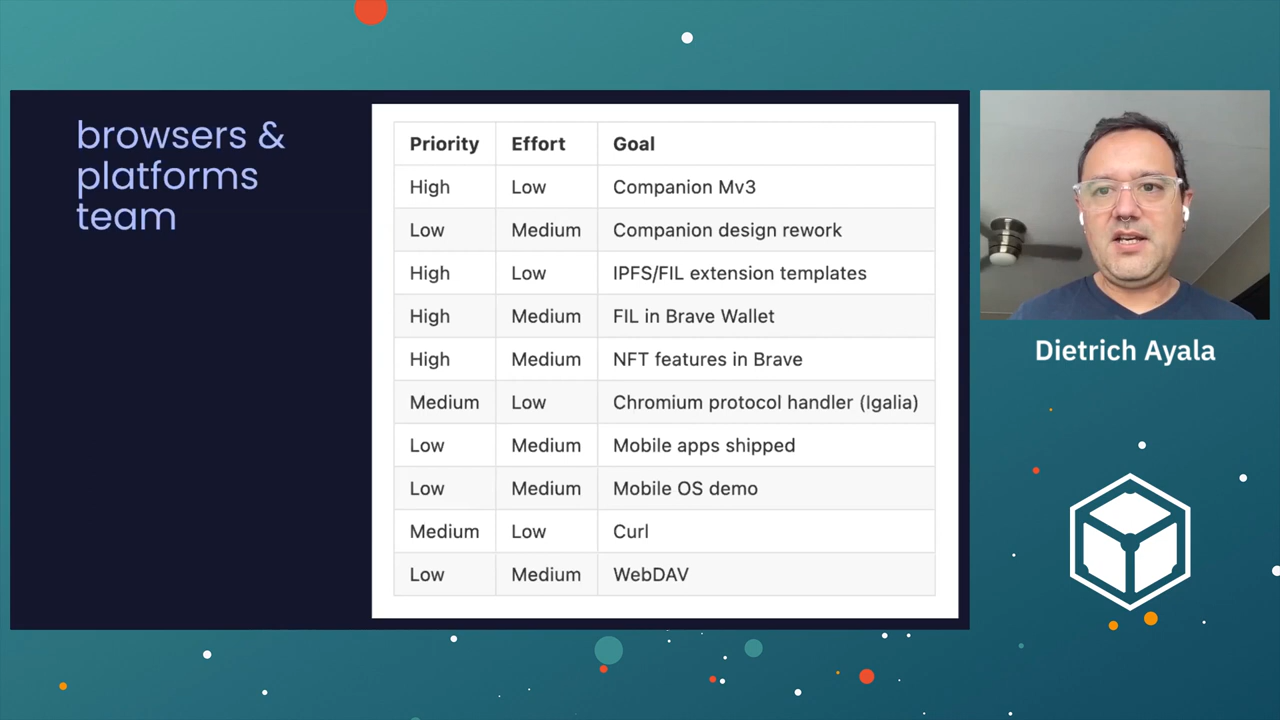 browsers &
platforms
team
Priority Effort Goal
High Low Companion Mv3
Low Medium Companion design rework
High Low IPFS/FIL extension templates
High Medium FIL in Brave Wallet
High Medium NFT features in Brave
Medium Low Chromium protocol handler (Igalia)
Low Medium Mobile apps shipped
Low Medium Mobile OS demo
Medium Low Curl
Low Medium WebDAV
Dietrich Ayala